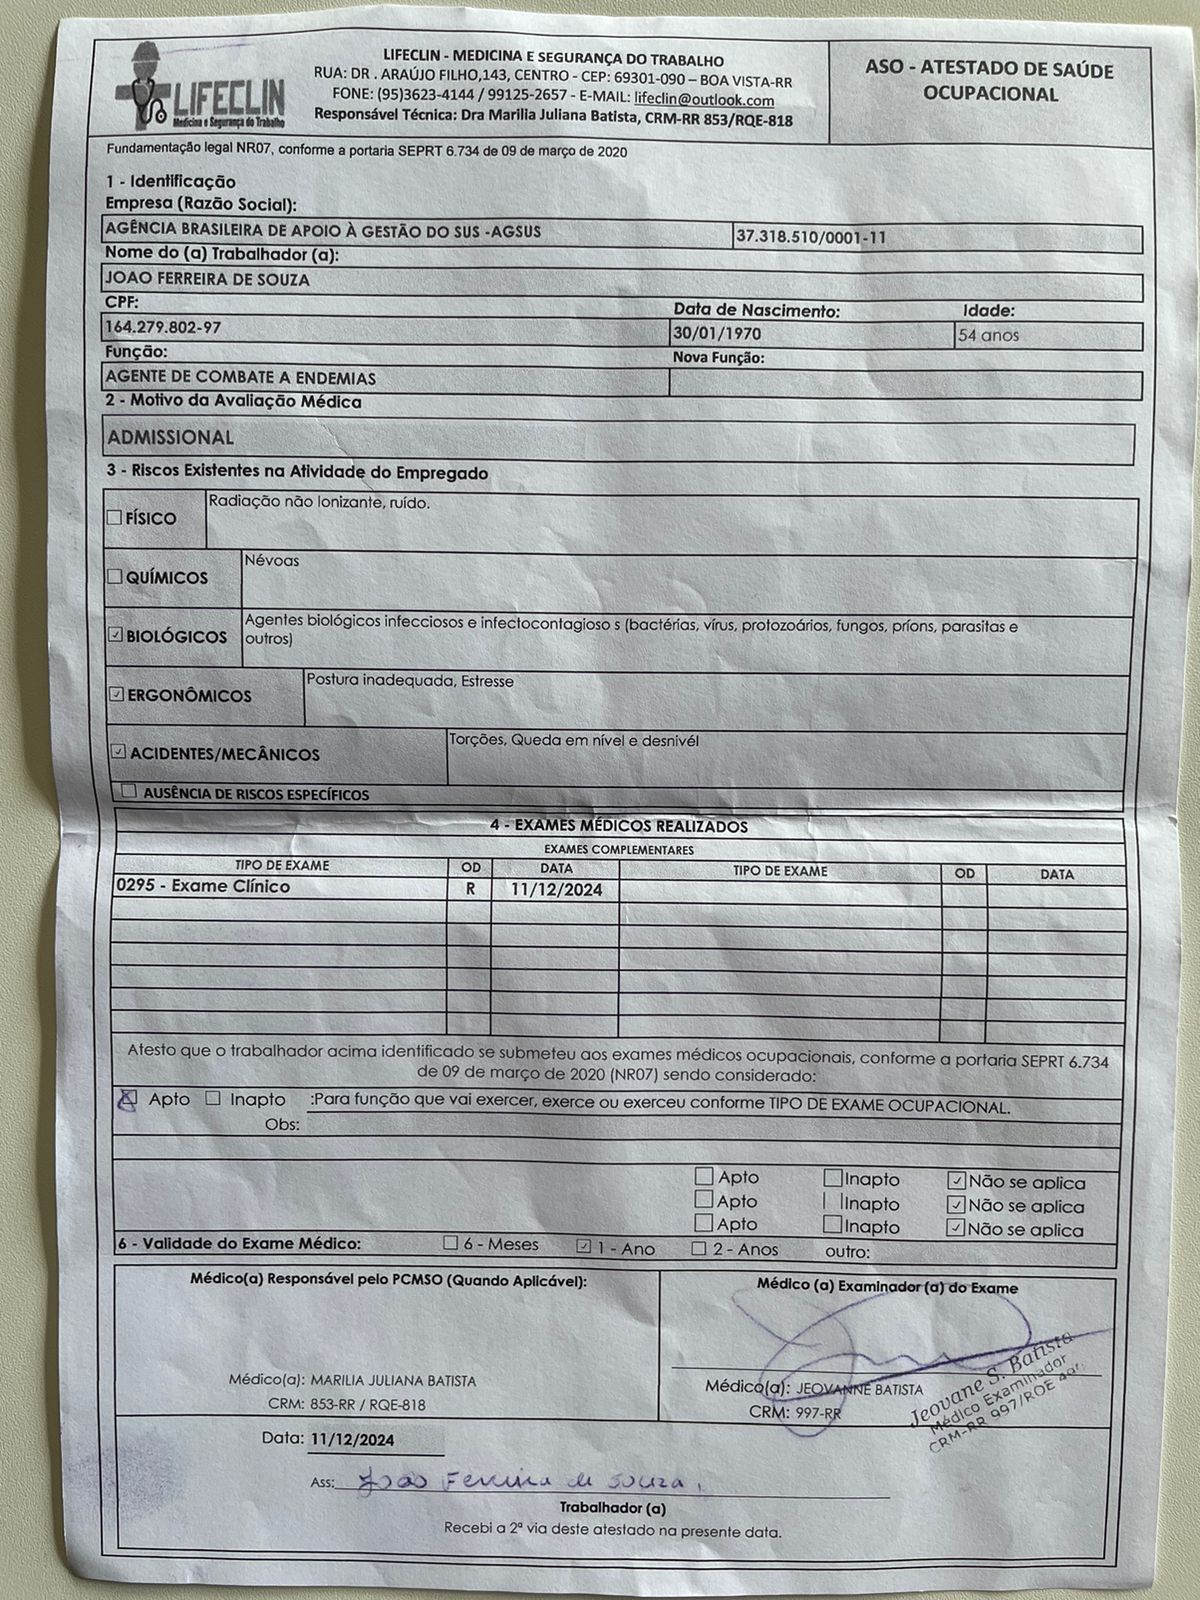 LIFECLIN
Medicina e Segurança do Trabalho
LIFECLIN - MEDICINA E SEGURANÇA DO TRABALHO
RUA: DR . ARAÚJO FILHO,143, CENTRO - CEP: 69301-090 – BOA VISTA-RR
FONE: (95)3623-4144 / 99125-2657 - E-MAIL: lifeclin@outlook.com
Responsável Técnica: Dra Marilia Juliana Batista, CRM-RR 853/RQE-818
ASO - ATESTADO DE SAÚDE
OCUPACIONAL
Fundamentação legal NR07, conforme a portaria SEPRT 6.734 de 09 de março de 2020
1 - Identificação
Empresa (Razão Social):
AGÊNCIA BRASILEIRA DE APOIO À GESTÃO DO SUS -AGSUS 37.318.510/0001-11
Nome do (a) Trabalhador (a):
JOAO FERREIRA DE SOUZA
CPF: Data de Nascimento: Idade:
164.279.802-97 30/01/1970 54 anos
Função: Nova Função:
AGENTE DE COMBATE A ENDEMIAS
2 - Motivo da Avaliação Médica
ADMISSIONAL
3 - Riscos Existentes na Atividade do Empregado
☐ FÍSICO Radiação não Ionizante, ruído.
☐ QUÍMICOS Névoas
☑ BIOLÓGICOS Agentes biológicos infecciosos e infectocontagioso s (bactérias, vírus, protozoários, fungos, príons, parasitas e
outros)
☑ ERGONÔMICOS Postura inadequada, Estresse
☑ ACIDENTES/MECÂNICOS Torções, Queda em nível e desnivél
☐ AUSÊNCIA DE RISCOS ESPECÍFICOS
4 - EXAMES MÉDICOS REALIZADOS
EXAMES COMPLEMENTARES
TIPO DE EXAME OD DATA TIPO DE EXAME OD DATA
0295 - Exame Clínico R 11/12/2024
Atesto que o trabalhador acima identificado se submeteu aos exames médicos ocupacionais, conforme a portaria SEPRT 6.734
de 09 de março de 2020 (NR07) sendo considerado:
☒ Apto ☐ Inapto :Para função que vai exercer, exerce ou exerceu conforme TIPO DE EXAME OCUPACIONAL.
Obs:
☐ Apto ☐ Inapto ☑ Não se aplica
☐ Apto ☐ Inapto ☑ Não se aplica
☐ Apto ☐ Inapto ☑ Não se aplica
6 - Validade do Exame Médico: ☐ 6 - Meses ☑ 1 - Ano ☐ 2 - Anos outro:
Médico(a) Responsável pelo PCMSO (Quando Aplicável):
Médico(a): MARILIA JULIANA BATISTA
CRM: 853-RR / RQE-818
Médico (a) Examinador (a) do Exame
Médico(a): JEOVANNE BATISTA
CRM: 997-RR
Jeovane S. Batista
Médico Examinador
CRM-RR 997/RQE
Data: 11/12/2024
Ass: João Ferreira de Souza
Trabalhador (a)
Recebi a 2ª via deste atestado na presente data.